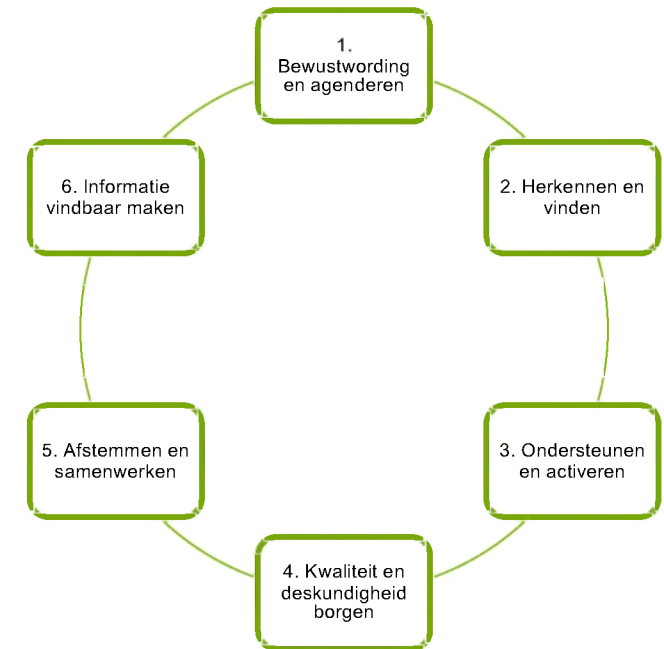 1.
Bewustwording
en agenderen
2. Herkennen en
vinden
3. Ondersteunen
en activeren
4. Kwaliteit en
deskundigheid
borgen
5. Afstemmen en
samenwerken
6. Informatie
vindbaar maken